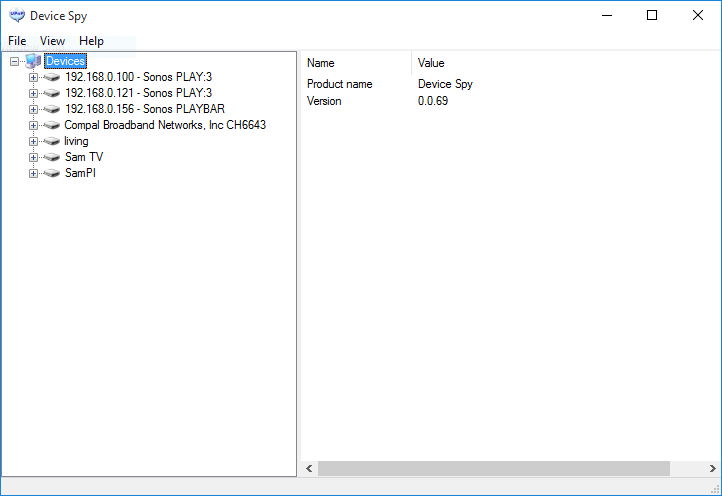 Device Spy
File View Help
Devices
192.168.0.100 - Sonos PLAY:3
192.168.0.121 - Sonos PLAY:3
192.168.0.156 - Sonos PLAYBAR
Compal Broadband Networks, Inc CH6643
living
Sam TV
SamPI
Name Value
Product name Device Spy
Version 0.0.69